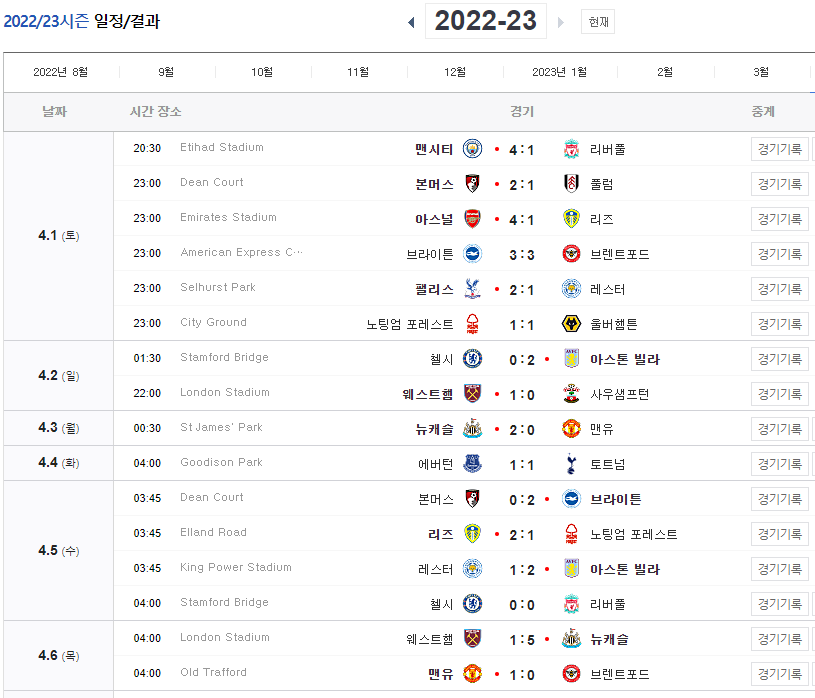 2022/23시즌 일정/결과
2022-23 현재
2022년 8월 9월 10월 11월 12월 2023년 1월 2월 3월
날짜 시간 장소 경기 중계
4.1 (토)
20:30 Etihad Stadium 맨시티 4:1 리버풀 경기기록
23:00 Dean Court 본머스 2:1 풀럼 경기기록
23:00 Emirates Stadium 아스널 4:1 리즈 경기기록
23:00 American Express C··· 브라이튼 3:3 브렌트포드 경기기록
23:00 Selhurst Park 팰리스 2:1 레스터 경기기록
23:00 City Ground 노팅엄 포레스트 1:1 울버햄튼 경기기록
4.2 (일)
01:30 Stamford Bridge 첼시 0:2 아스톤 빌라 경기기록
22:00 London Stadium 웨스트햄 1:0 사우샘프턴 경기기록
4.3 (월)
00:30 St James' Park 뉴캐슬 2:0 맨유 경기기록
4.4 (화)
04:00 Goodison Park 에버턴 1:1 토트넘 경기기록
4.5 (수)
03:45 Dean Court 본머스 0:2 브라이튼 경기기록
03:45 Elland Road 리즈 2:1 노팅엄 포레스트 경기기록
03:45 King Power Stadium 레스터 1:2 아스톤 빌라 경기기록
04:00 Stamford Bridge 첼시 0:0 리버풀 경기기록
4.6 (목)
04:00 London Stadium 웨스트햄 1:5 뉴캐슬 경기기록
04:00 Old Trafford 맨유 1:0 브렌트포드 경기기록